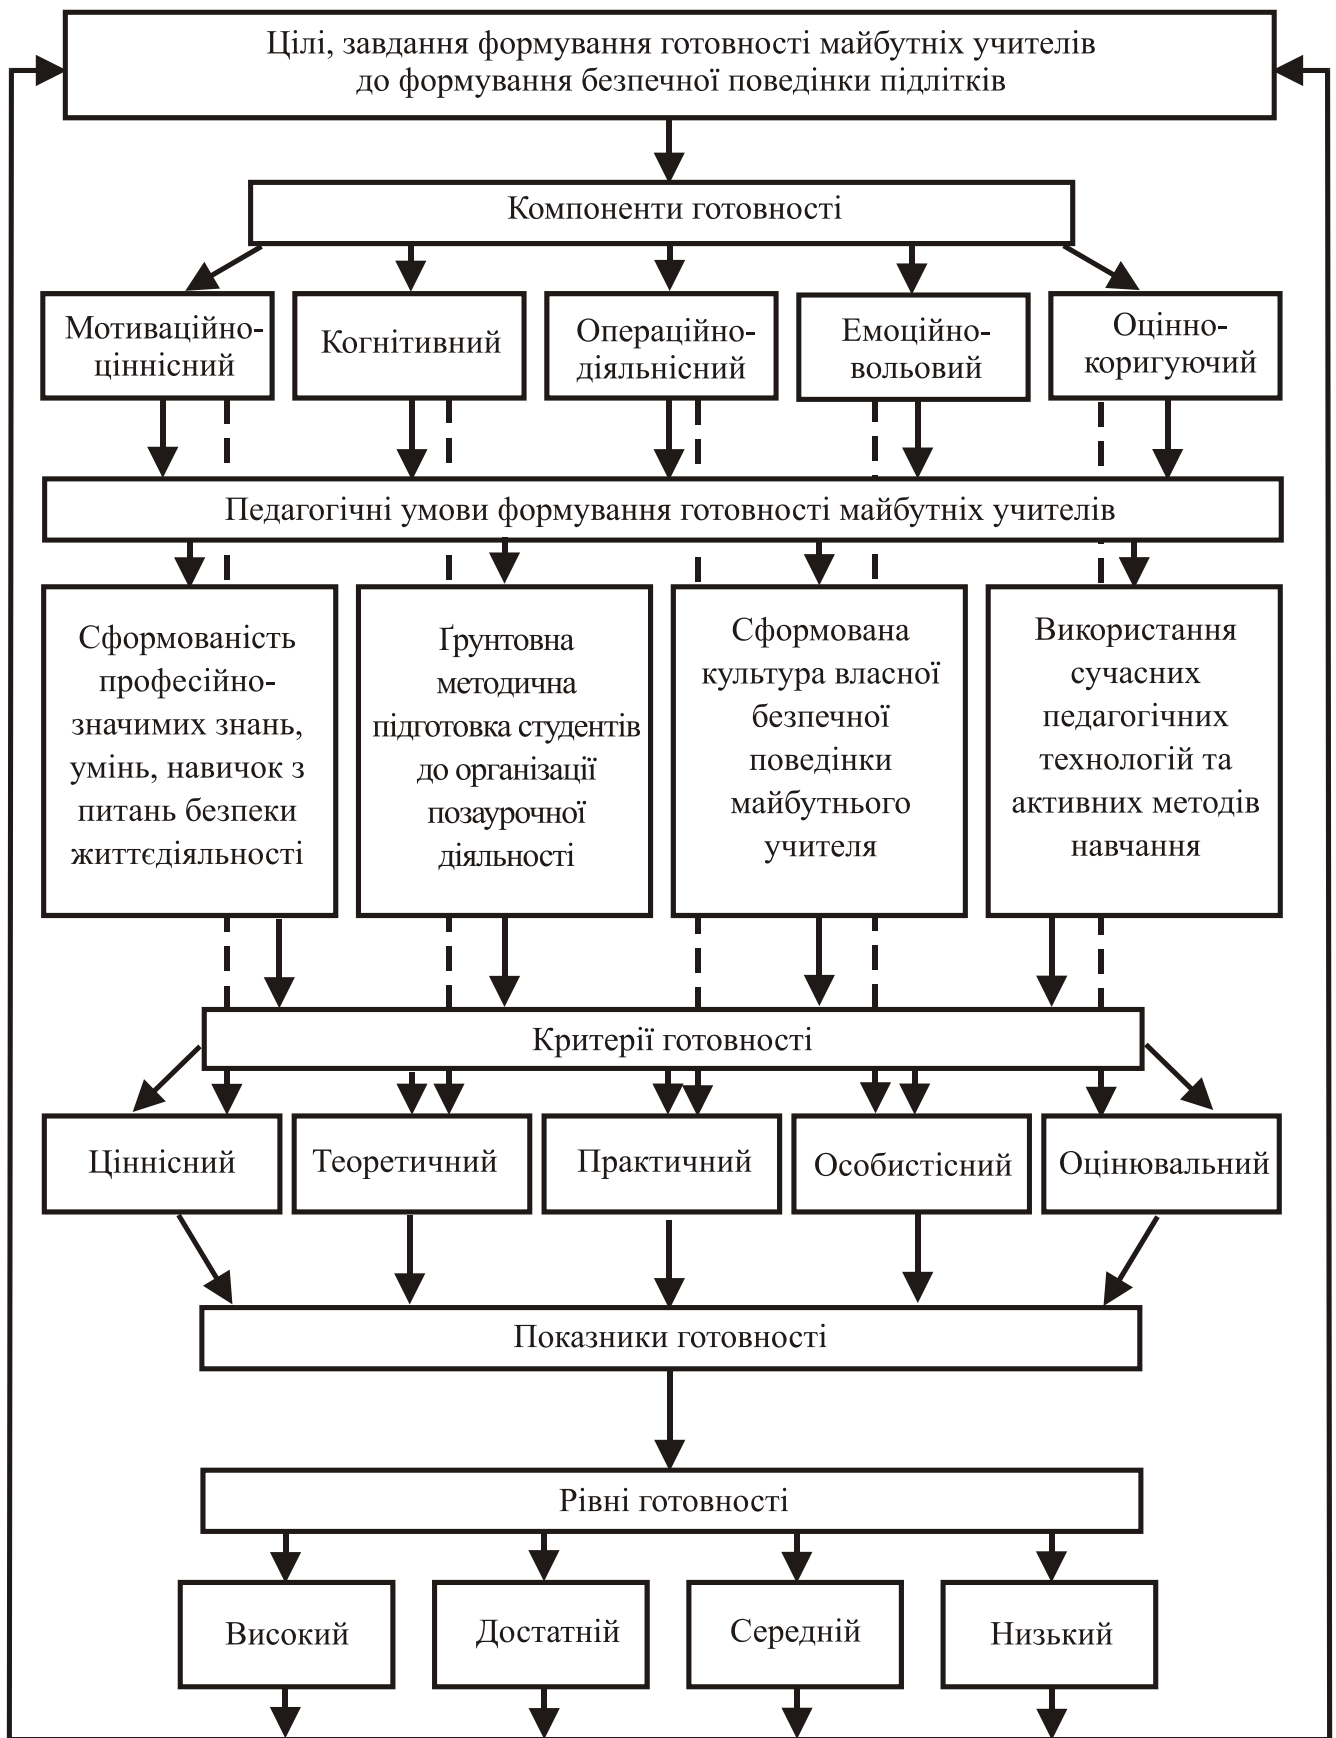 Цілі, завдання формування готовності майбутніх учителів
до формування безпечної поведінки підлітків
Компоненти готовності
Мотиваційно-
ціннісний
Когнітивний
Операційно-
діяльнісний
Емоційно-
вольовий
Оцінно-
коригуючий
Педагогічні умови формування готовності майбутніх учителів
Сформованість
професійно-
значимих знань,
умінь, навичок з
питань безпеки
життєдіяльності
Ґрунтовна
методична
підготовка студентів
до організації
позаурочної
діяльності
Сформована
культура власної
безпечної
поведінки
майбутнього
учителя
Використання
сучасних
педагогічних
технологій та
активних методів
навчання
Критерії готовності
Ціннісний
Теоретичний
Практичний
Особистісний
Оцінювальний
Показники готовності
Рівні готовності
Високий
Достатній
Середній
Низький